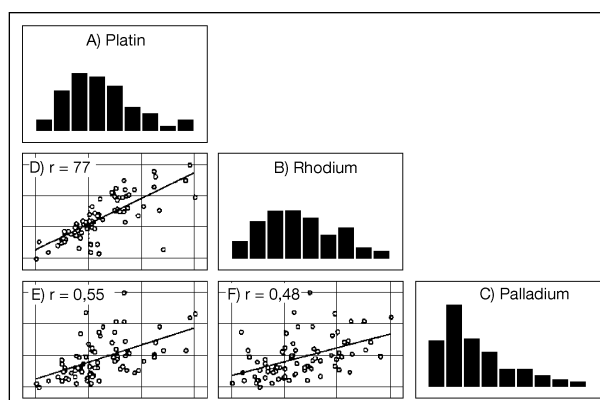 A) Platin
D) r = 77
B) Rhodium
E) r = 0,55
F) r = 0,48
C) Palladium